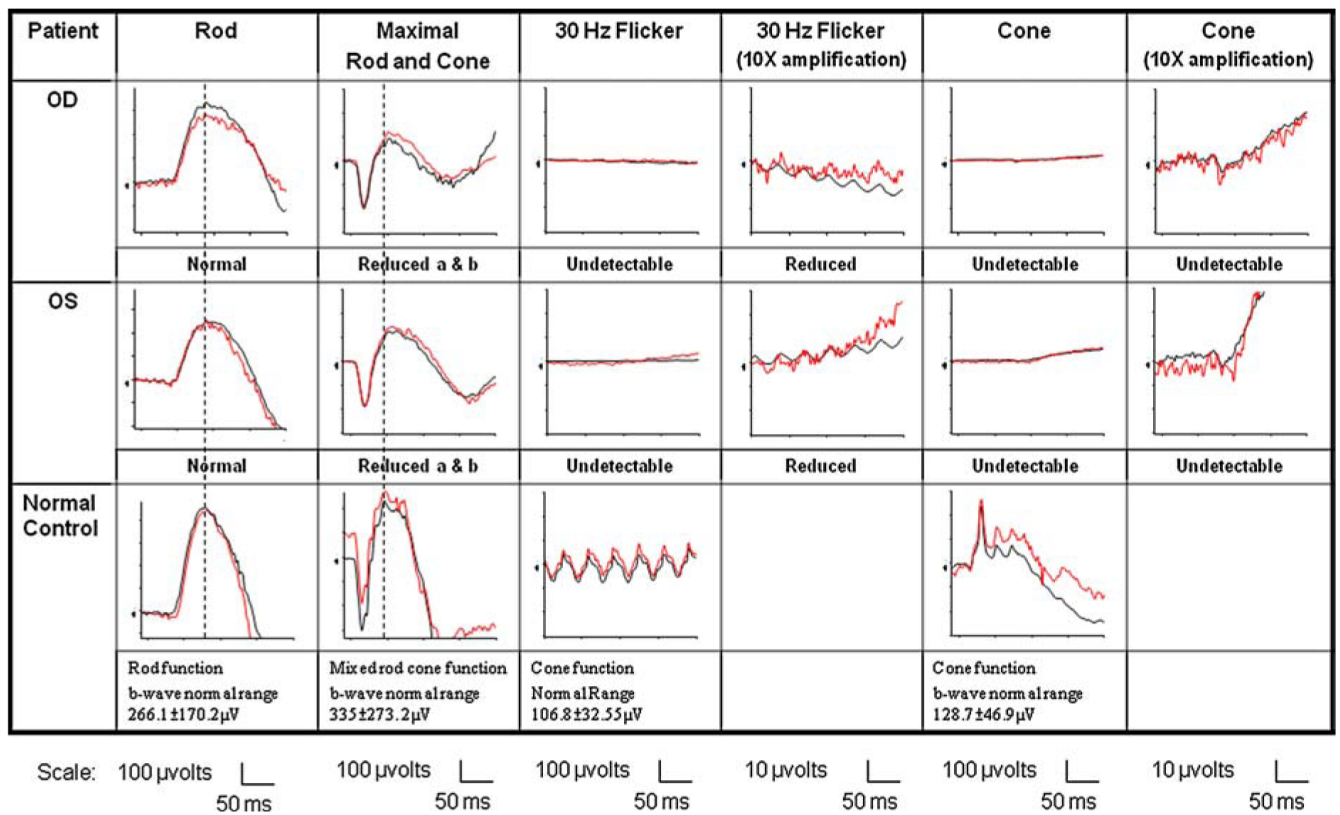 Patient Rod Maximal Rod and Cone 30 Hz Flicker 30 Hz Flicker (10X amplification) Cone Cone (10X amplification)
OD
Normal Reduced a & b Undetectable Reduced Undetectable Undetectable
OS
Normal Reduced a & b Undetectable Reduced Undetectable Undetectable
Normal
Control
Rod function
b-wave normal range
266.1±170.2µV
Mixed rod cone function
b-wave normal range
335±273.2µV
Cone function
Normal Range
106.8±32.55µV
Cone function
b-wave normal range
128.7±46.9µV
Scale: 100 µvolts 100 µvolts 100 µvolts 10 µvolts 100 µvolts 10 µvolts
50 ms 50 ms 50 ms 50 ms 50 ms 50 ms